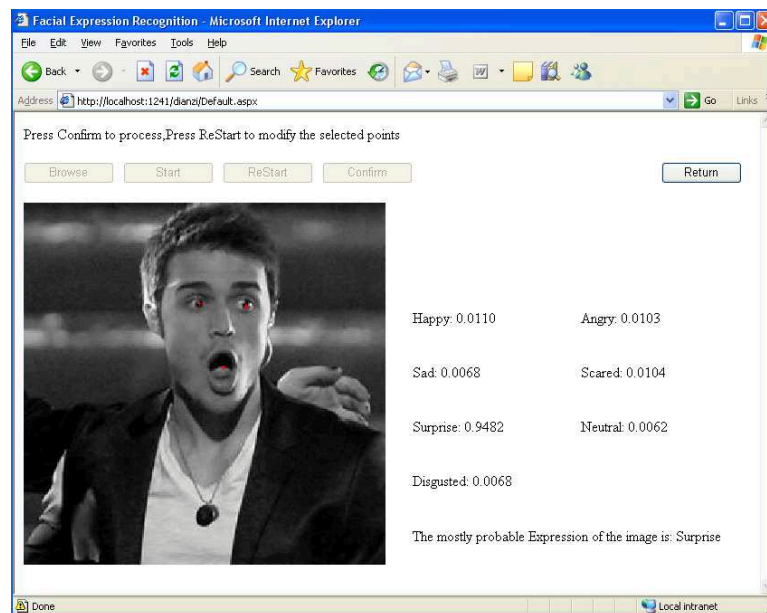 Facial Expression Recognition - Microsoft Internet Explorer
File Edit View Favorites Tools Help
Back Search Favorites
Address http://localhost:1241/dianzi/Default.aspx Go Links
Press Confirm to process,Press ReStart to modify the selected points
Browse Start ReStart Confirm Return
Happy: 0.0110 Angry: 0.0103
Sad: 0.0068 Scared: 0.0104
Surprise: 0.9482 Neutral: 0.0062
Disgusted: 0.0068
The mostly probable Expression of the image is: Surprise
Done Local intranet